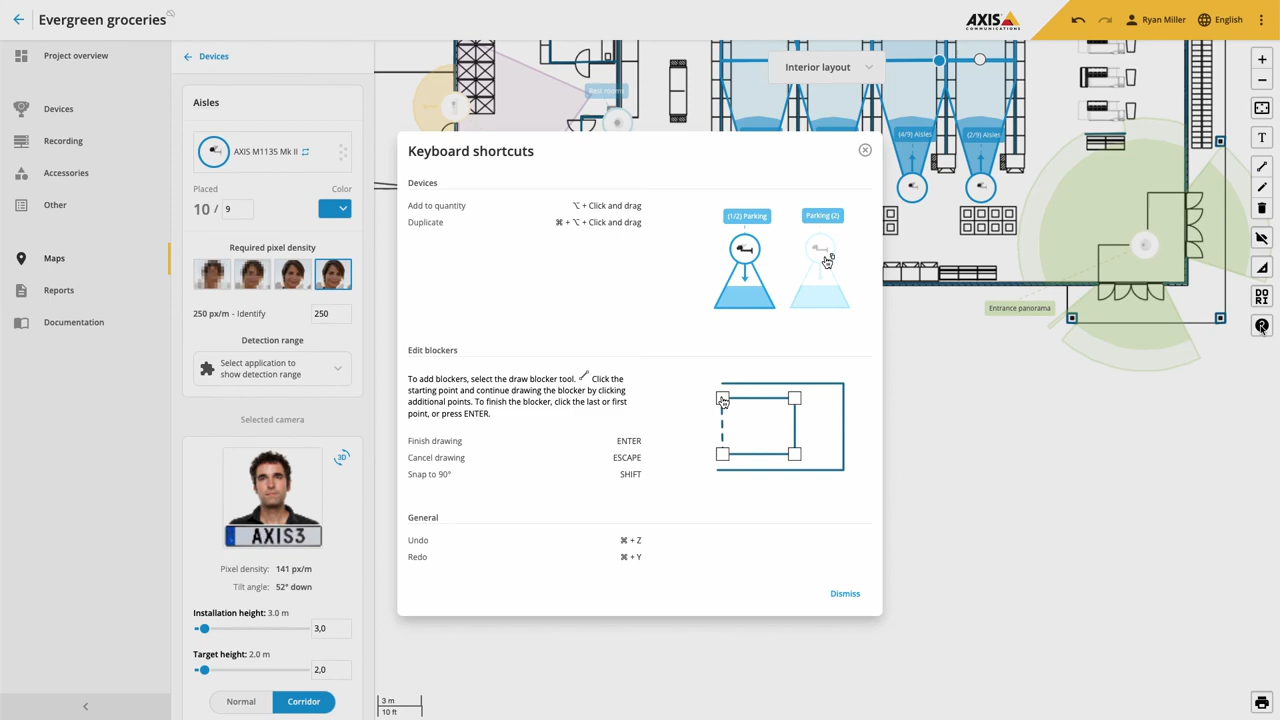 Evergreen groceries
AXIS
COMMUNICATIONS
Ryan Miller
English
Project overview
Devices
Recording
Accessories
Other
Maps
Reports
Documentation
Devices
Aisles
AXIS M1135 Mk II
Placed
Color
10 / 9
Required pixel density
250 px/m - Identify
250
Detection range
Select application to
show detection range
Selected camera
3D
AXIS3
Pixel density: 141 px/m
Tilt angle: 52° down
Installation height: 3.0 m
3,0
Target height: 2.0 m
2,0
Normal
Corridor
Interior layout
Rest rooms
(4/9) Aisles
(2/9) Aisles
Entrance panorama
T
DO
RI
3 m
10 ft
Keyboard shortcuts
Devices
Add to quantity
⌥ + Click and drag
Duplicate
⌘ + ⌥ + Click and drag
(1/2) Parking
Parking (2)
Edit blockers
To add blockers, select the draw blocker tool. Click the
starting point and continue drawing the blocker by clicking
additional points. To finish the blocker, click the last or first
point, or press ENTER.
Finish drawing
ENTER
Cancel drawing
ESCAPE
Snap to 90°
SHIFT
General
Undo
⌘ + Z
Redo
⌘ + Y
Dismiss